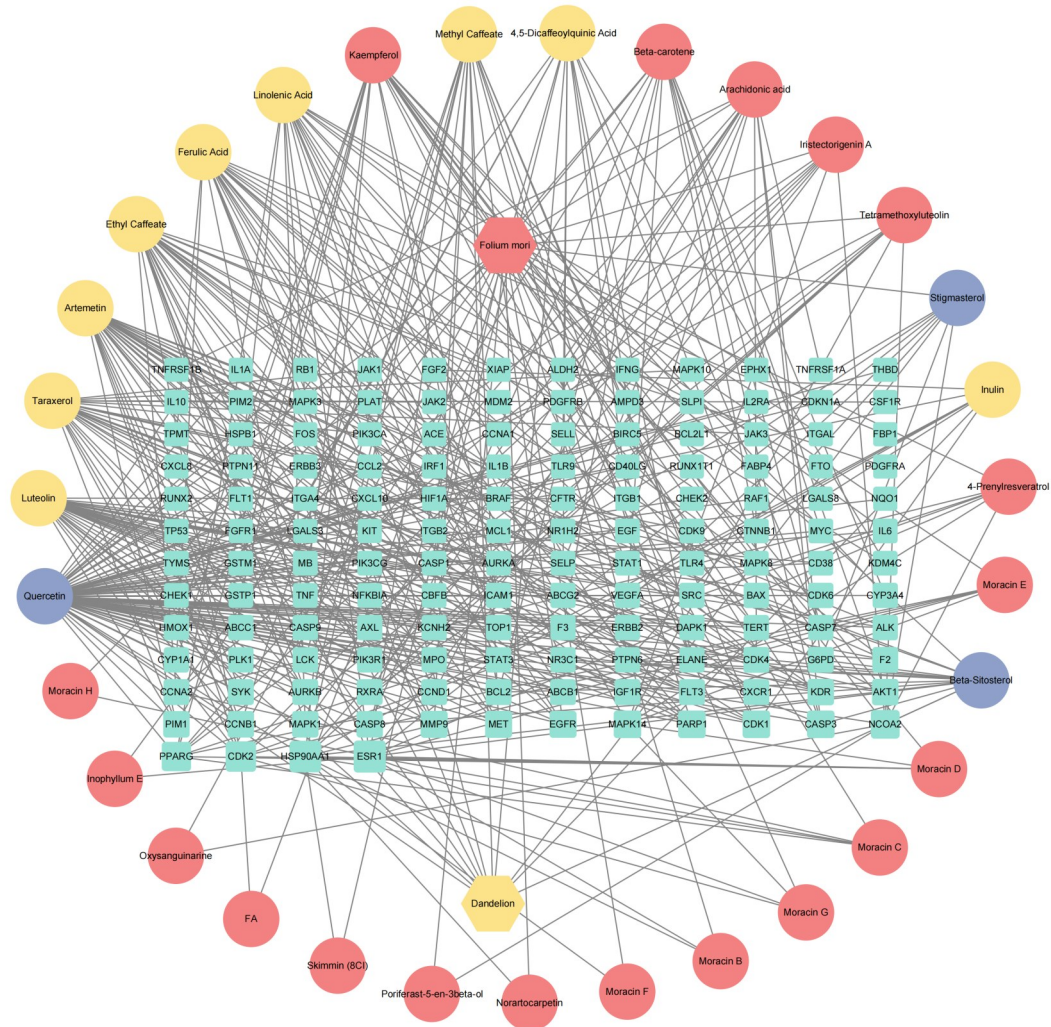 Methyl Caffeate
4,5-Dicaffeoylquinic Acid
Kaempferol
Beta-carotene
Linolenic Acid
Arachidonic acid
Ferulic Acid
Iristectorigenin A
Ethyl Caffeate
Tetramethoxyluteolin
Folium mori
Artemetin
Stigmasterol
TNFRSF1B IL1A RB1 JAK1 FGF2 XIAP ALDH2 IFNG MAPK10 EPHX1 TNFRSF1A THBD
Taraxerol
Inulin
IL10 PIM2 MAPK3 PLAT JAK2 MDM2 PDGFRB AMPD3 SLPI IL2RA CDKN1A CSF1R
TPMT HSPB1 FOS PIK3CA ACE CCNA1 SELL BIRC5 BCL2L1 JAK3 ITGAL FBP1
CXCL8 PTPN11 ERBB3 CCL2 IRF1 IL1B TLR9 CD40LG RUNX1T1 FABP4 FTO PDGFRA
Luteolin
4-Prenylresveratrol
RUNX2 FLT1 ITGA4 CXCL10 HIF1A BRAF CFTR ITGB1 CHEK2 RAF1 LGALS8 NQO1
TP53 FGFR1 LGALS3 KIT ITGB2 MCL1 NR1H2 EGF CDK9 CTNNB1 MYC IL6
TYMS GSTM1 MB PIK3CG CASP1 AURKA SELP STAT1 TLR4 MAPK8 CD38 KDM4C
Moracin E
Quercetin
CHEK1 GSTP1 TNF NFKBIA CBFB ICAM1 ABCG2 VEGFA SRC BAX CDK6 CYP3A4
HMOX1 ABCC1 CASP9 AXL KCNH2 TOP1 F3 ERBB2 DAPK1 TERT CASP7 ALK
CYP1A1 PLK1 LCK PIK3R1 MPO STAT3 NR3C1 PTPN6 ELANE CDK4 G6PD F2
Beta-Sitosterol
Moracin H
CCNA2 SYK AURKB RXRA CCND1 BCL2 ABCB1 IGF1R FLT3 CXCR1 KDR AKT1
PIM1 CCNB1 MAPK1 CASP8 MMP9 MET EGFR MAPK14 PARP1 CDK1 CASP3 NCOA2
PPARG CDK2 HSP90AA1 ESR1
Inophyllum E
Moracin D
Oxysanguinarine
Moracin C
Dandelion
FA
Moracin G
Skimmin (8CI)
Moracin B
Poriferast-5-en-3beta-ol
Norartocarpetin
Moracin F